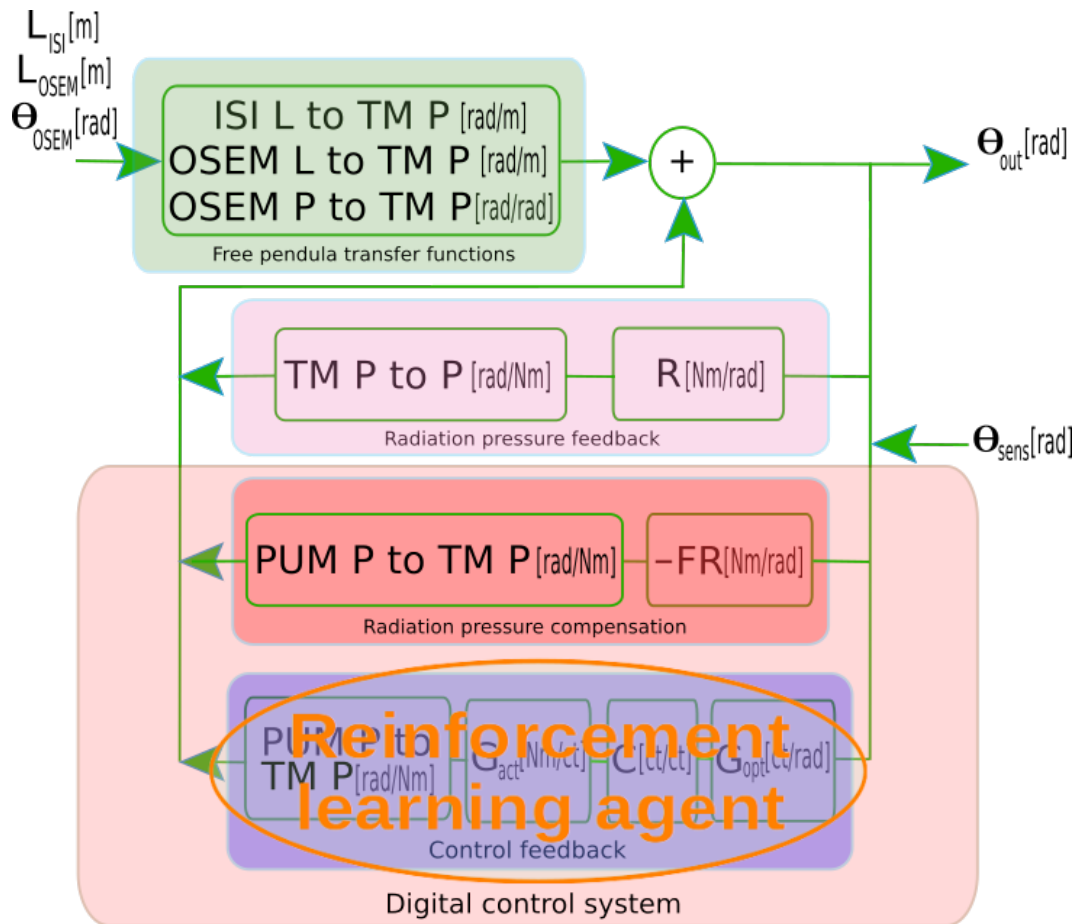 L_ISI[m]
L_OSEM[m]
Θ_OSEM[rad]
ISI L to TM P [rad/m]
OSEM L to TM P [rad/m]
OSEM P to TM P[rad/rad]
Free pendula transfer functions
+
Θ_out[rad]
TM P to P [rad/Nm]
R[Nm/rad]
Radiation pressure feedback
Θ_sens[rad]
PUM P to TM P[rad/Nm]
–FR[Nm/rad]
Radiation pressure compensation
PUM P to
TM P[rad/Nm]
G_act[Nm/ct]
C[ct/ct]
G_opt[ct/rad]
Reinforcement
learning agent
Control feedback
Digital control system